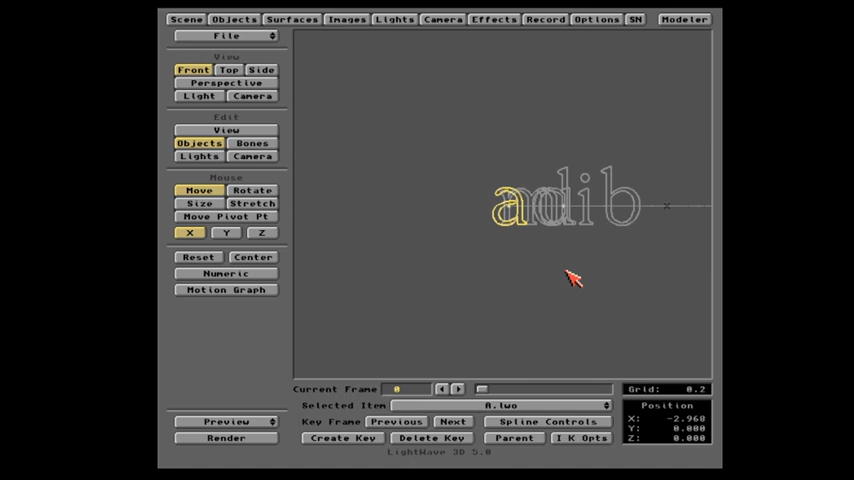 Scene Objects Surfaces Images Lights Camera Effects Record Options SN Modeler
File
View
Front Top Side
Perspective
Light Camera
Edit
View
Objects Bones
Lights Camera
Mouse
Move Rotate
Size Stretch
Move Pivot Pt
X Y Z
Reset Center
Numeric
Motion Graph
Preview
Render
Current Frame 0
Selected Item A.lwo
Key Frame Previous Next Spline Controls
Create Key Delete Key Parent I K Opts
LightWave 3D 5.0
Grid: 0.2
Position
X: -2.968
Y: 0.000
Z: 0.000